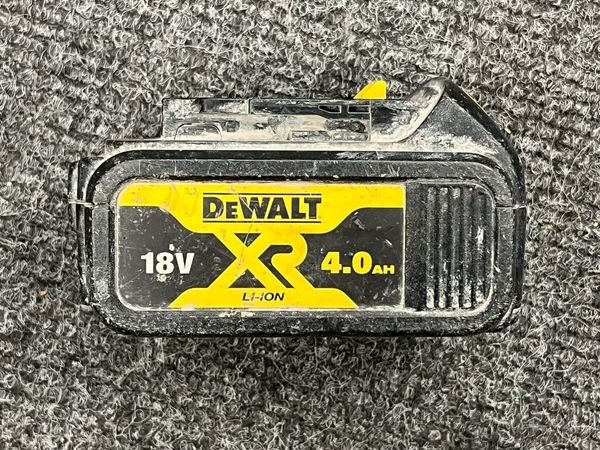 DEWALT
18V XR 4.0AH
LI-ION